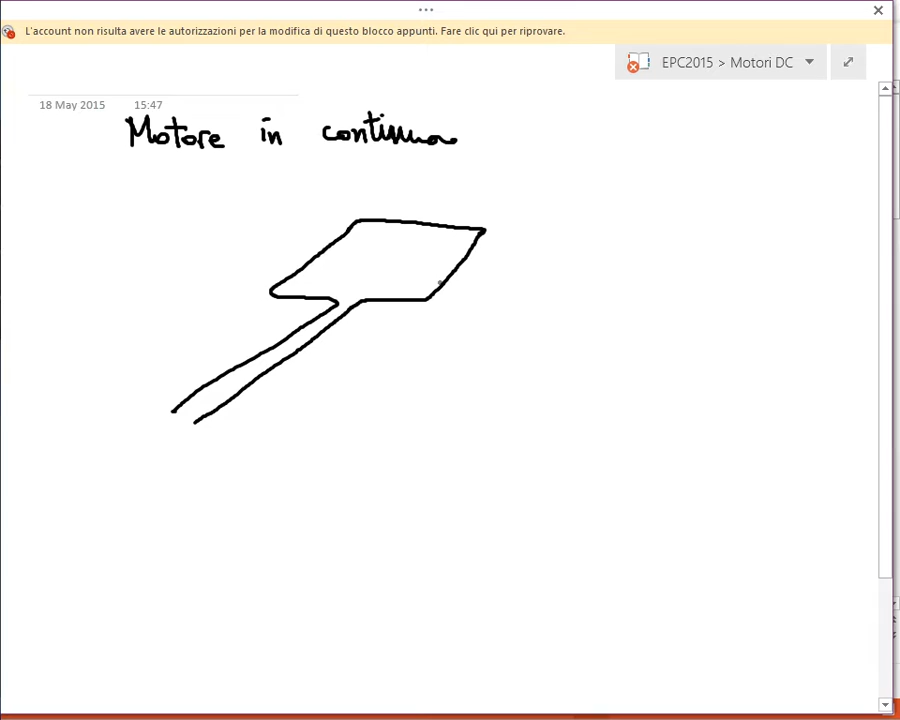 L'account non risulta avere le autorizzazioni per la modifica di questo blocco appunti. Fare clic qui per riprovare.
EPC2015 > Motori DC
18 May 2015 15:47
Motore in continua